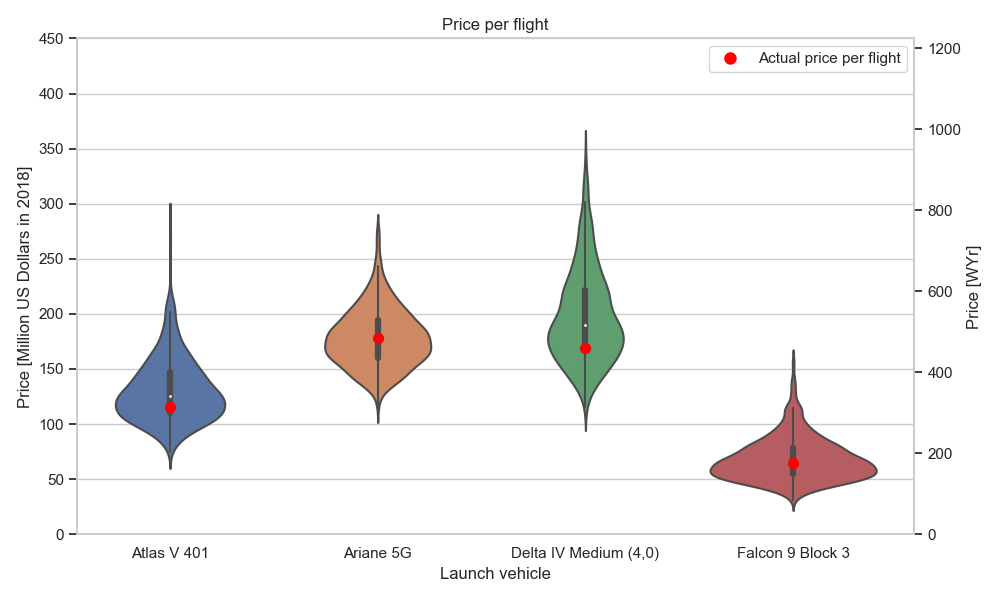 Price per flight
Actual price per flight
Price [Million US Dollars in 2018]
450
400
350
300
250
200
150
100
50
0
1200
1000
800
600
400
200
0
Price [WYr]
Atlas V 401
Ariane 5G
Delta IV Medium (4,0)
Falcon 9 Block 3
Launch vehicle